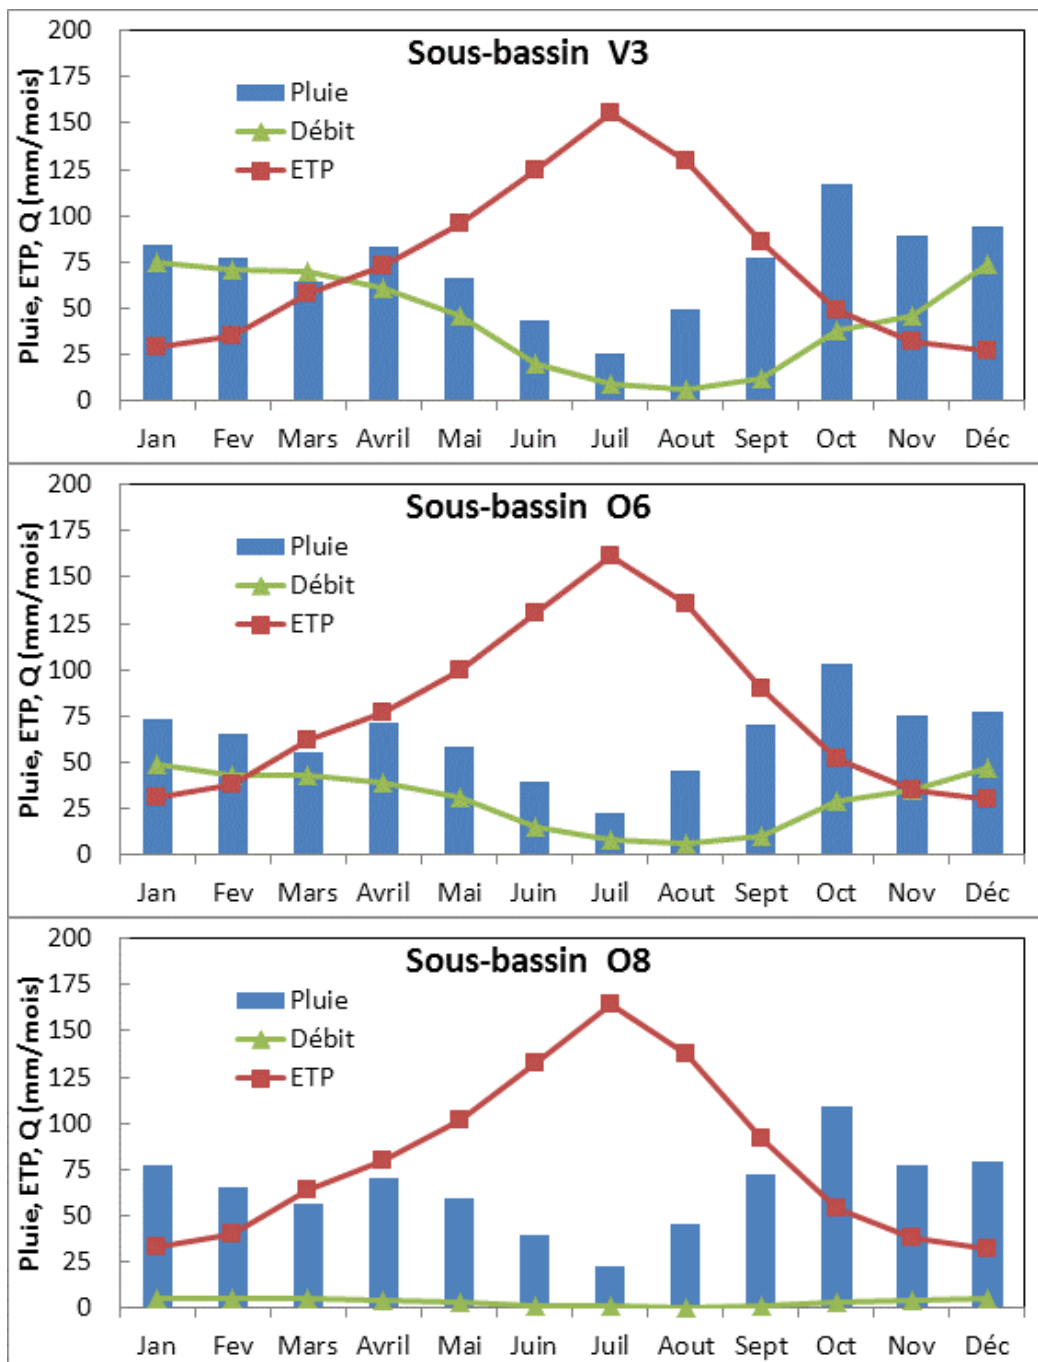 Sous-bassin V3
Pluie, ETP, Q (mm/mois)
200
175
150
125
100
75
50
25
0
Pluie
Débit
ETP
Jan Fev Mars Avril Mai Juin Juil Aout Sept Oct Nov Déc
Sous-bassin O6
Pluie, ETP, Q (mm/mois)
200
175
150
125
100
75
50
25
0
Pluie
Débit
ETP
Jan Fev Mars Avril Mai Juin Juil Aout Sept Oct Nov Déc
Sous-bassin O8
Pluie, ETP, Q (mm/mois)
200
175
150
125
100
75
50
25
0
Pluie
Débit
ETP
Jan Fev Mars Avril Mai Juin Juil Aout Sept Oct Nov Déc